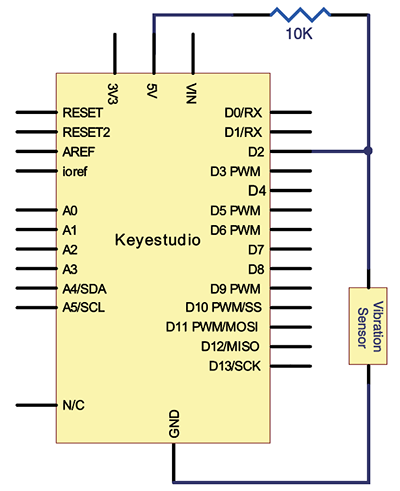 10K
3V3
5V
VIN
RESET
RESET2
AREF
ioref
A0
A1
A2
A3
A4/SDA
A5/SCL
N/C
Keyestudio
D0/RX
D1/RX
D2
D3 PWM
D4
D5 PWM
D6 PWM
D7
D8
D9 PWM
D10 PWM/SS
D11 PWM/MOSI
D12/MISO
D13/SCK
GND
Vibration
Sensor